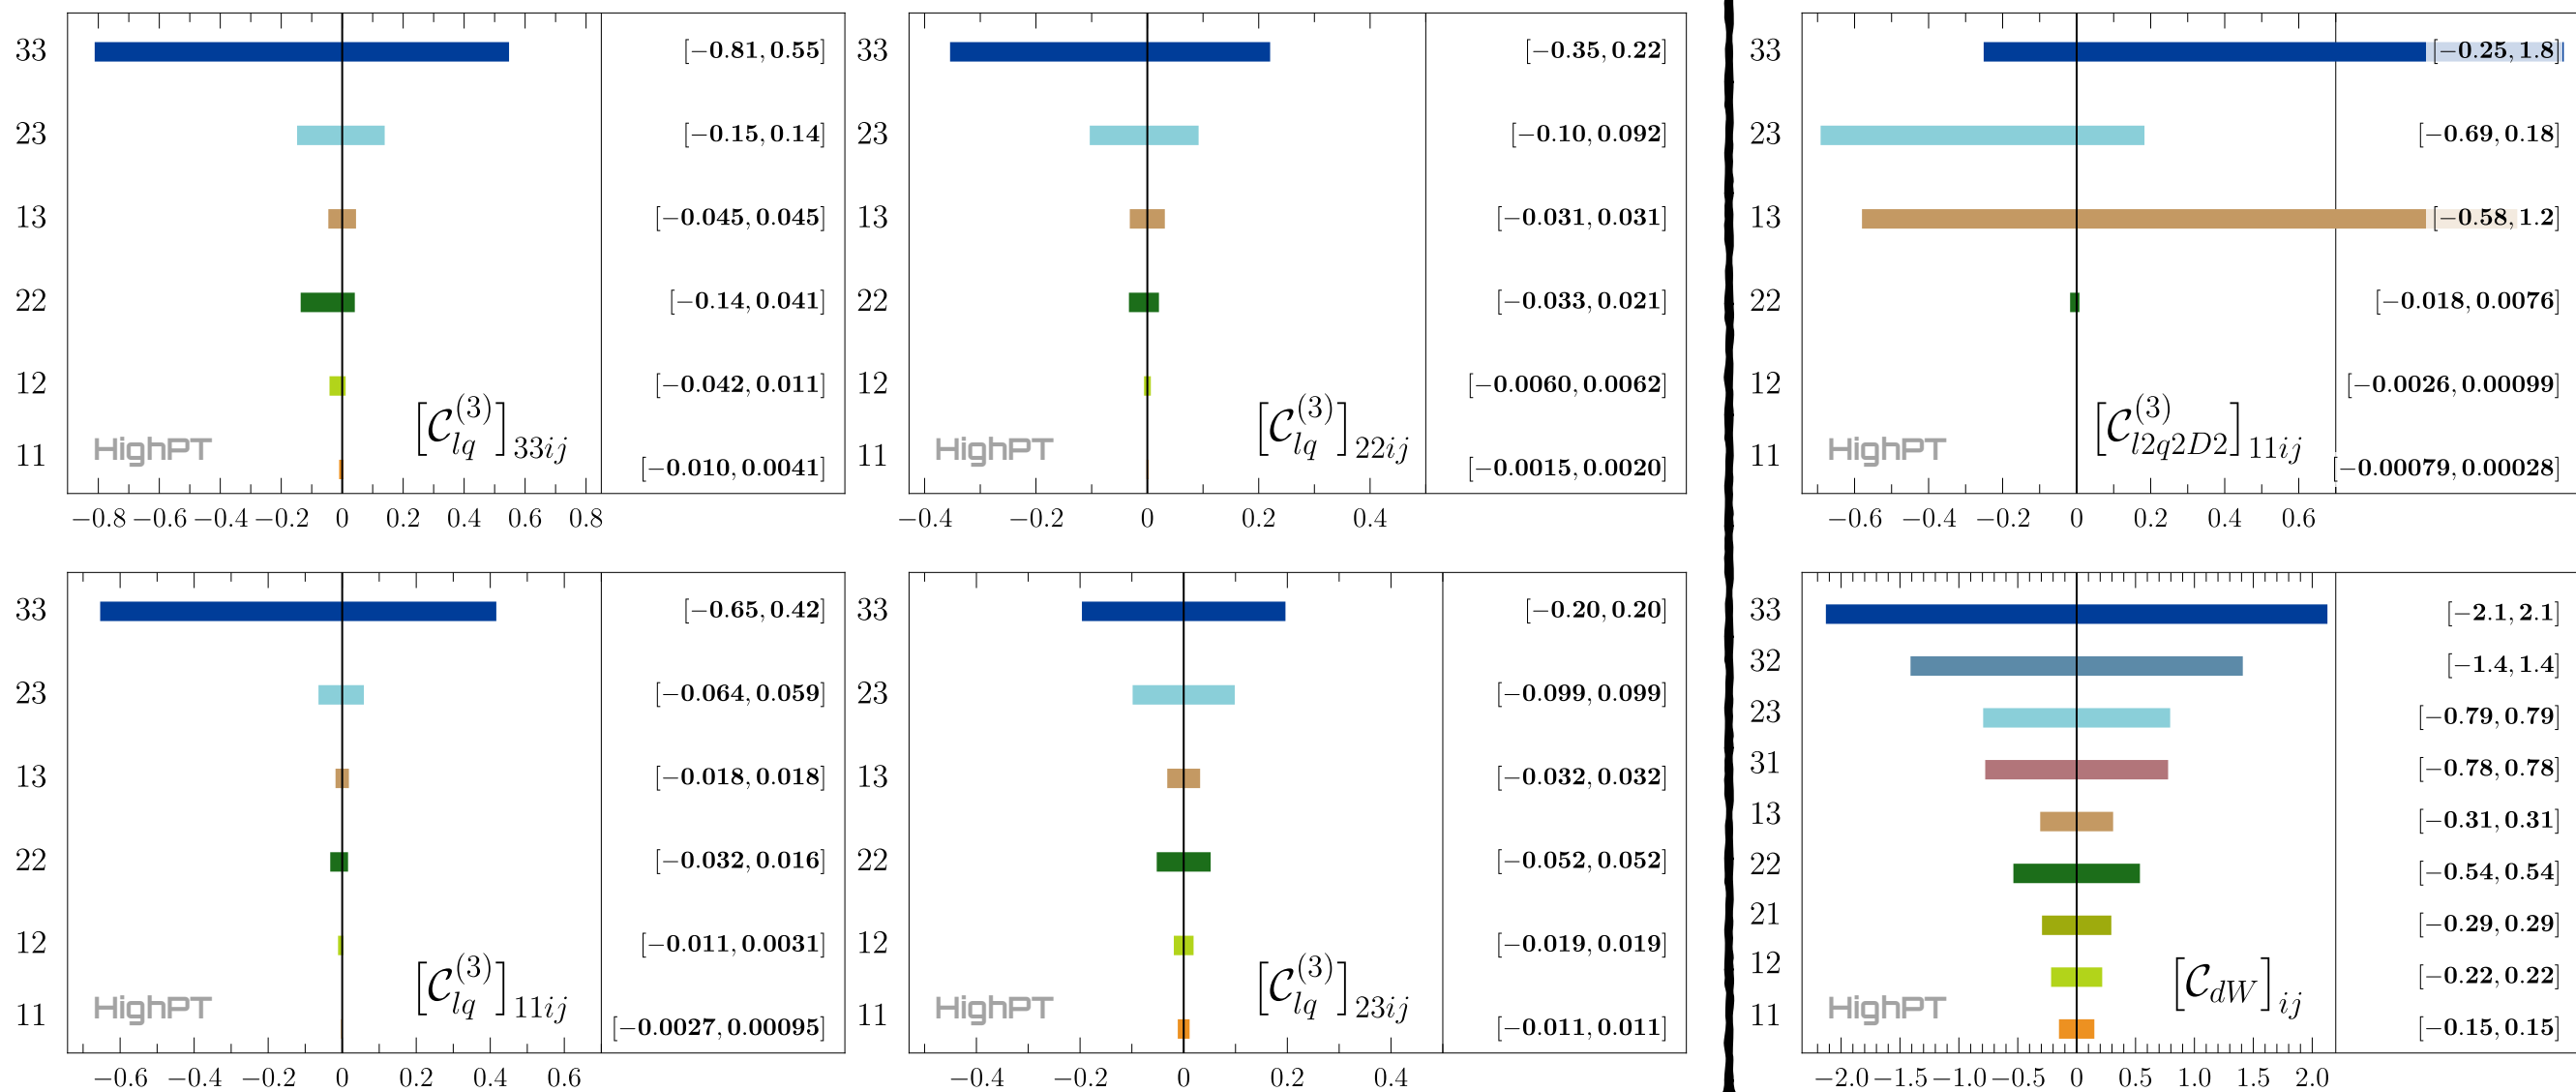 33 [−0.81, 0.55]
23 [−0.15, 0.14]
13 [−0.045, 0.045]
22 [−0.14, 0.041]
12 [−0.042, 0.011]
11 [−0.010, 0.0041]
HighPT
[C_{lq}^{(3)}]_{33ij}
−0.8 −0.6 −0.4 −0.2 0 0.2 0.4 0.6 0.8
33 [−0.35, 0.22]
23 [−0.10, 0.092]
13 [−0.031, 0.031]
22 [−0.033, 0.021]
12 [−0.0060, 0.0062]
11 [−0.0015, 0.0020]
HighPT
[C_{lq}^{(3)}]_{22ij}
−0.4 −0.2 0 0.2 0.4
33 [−0.25, 1.8]
23 [−0.69, 0.18]
13 [−0.58, 1.2]
22 [−0.018, 0.0076]
12 [−0.0026, 0.00099]
11 [−0.00079, 0.00028]
HighPT
[C_{l2q2D2}^{(3)}]_{11ij}
−0.6 −0.4 −0.2 0 0.2 0.4 0.6
33 [−0.65, 0.42]
23 [−0.064, 0.059]
13 [−0.018, 0.018]
22 [−0.032, 0.016]
12 [−0.011, 0.0031]
11 [−0.0027, 0.00095]
HighPT
[C_{lq}^{(3)}]_{11ij}
−0.6 −0.4 −0.2 0 0.2 0.4 0.6
33 [−0.20, 0.20]
23 [−0.099, 0.099]
13 [−0.032, 0.032]
22 [−0.052, 0.052]
12 [−0.019, 0.019]
11 [−0.011, 0.011]
HighPT
[C_{lq}^{(3)}]_{23ij}
−0.4 −0.2 0 0.2 0.4
33 [−2.1, 2.1]
32 [−1.4, 1.4]
23 [−0.79, 0.79]
31 [−0.78, 0.78]
13 [−0.31, 0.31]
22 [−0.54, 0.54]
21 [−0.29, 0.29]
12 [−0.22, 0.22]
11 [−0.15, 0.15]
HighPT
[C_{dW}]_{ij}
−2.0 −1.5 −1.0 −0.5 0 0.5 1.0 1.5 2.0